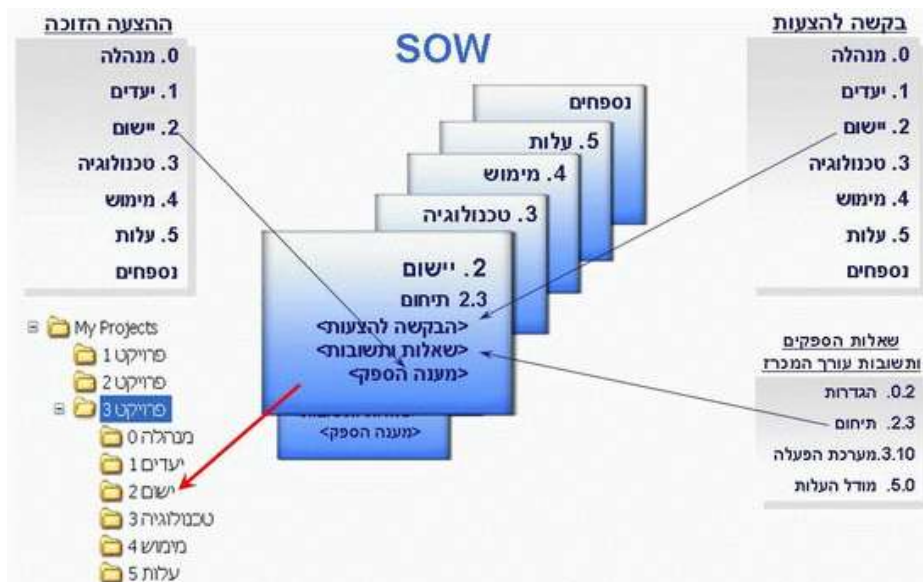 SOW
בקשה להצעות
0. מנהלה
1. יעדים
2. יישום
3. טכנולוגיה
4. מימוש
5. עלות
נספחים
שאלות הספקים
ותשובות עורך המכרז
0.2. הגדרות
2.3. תיחום
3.10.מערכת הפעלה
5.0. מודל העלות
נספחים
5. עלות
4. מימוש
3. טכנולוגיה
2. יישום
2.3 תיחום
<הבקשה להצעות>
<שאלות ותשובות>
<מענה הספק>
<מענה הספק>
ההצעה הזוכה
0. מנהלה
1. יעדים
2. יישום
3. טכנולוגיה
4. מימוש
5. עלות
נספחים
My Projects
פרוייקט 1
פרוייקט 2
פרוייקט 3
מנהלה 0
יעדים 1
ישום 2
טכנולוגיה 3
מימוש 4
עלות 5